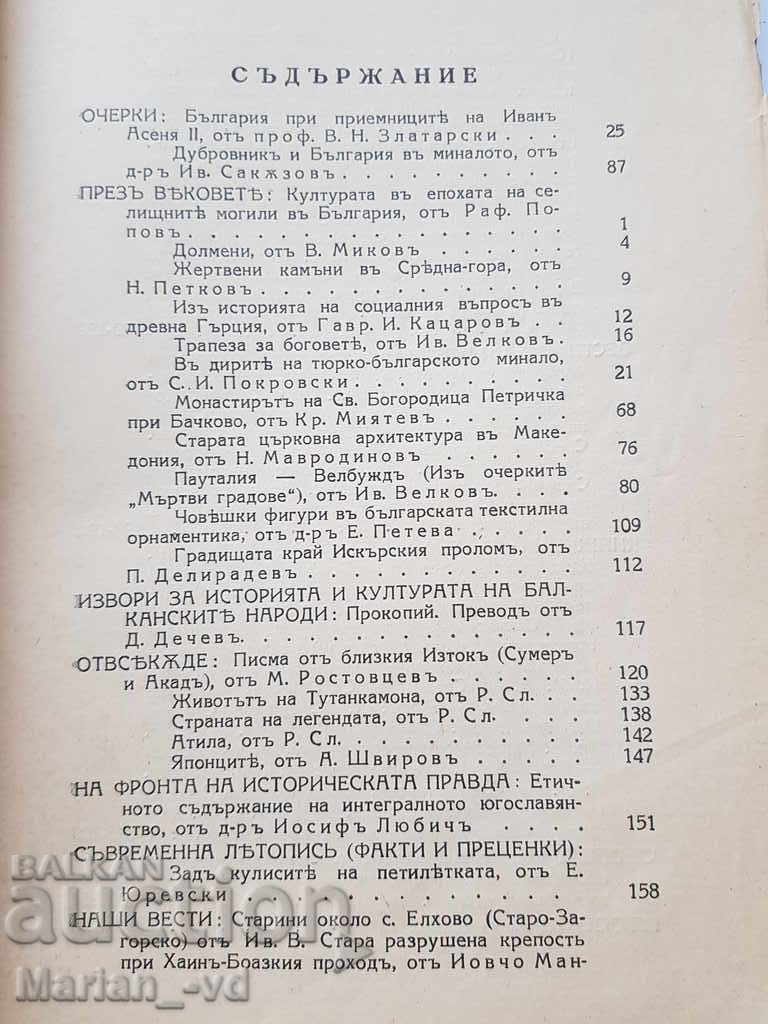 СЪДЪРЖАНИЕ
ОЧЕРКИ: България при приемницитѣ на Иванъ
Асеня II, отъ проф. В. Н. Златарски . . . 25
Дубровникъ и България въ миналото, отъ
д-ръ Ив. Сакѫзовъ. . . . . . . . . . 87
ПРЕЗЪ ВѢКОВЕТѢ: Културата въ епохата на се-
лищнитѣ могили въ България, отъ Раф. По-
повъ. . . . . . . . . . . . . . . . . 1
Долмени, отъ В. Миковъ . . . . . . . 4
Жертвени камъни въ Срѣдна-гора, отъ
Н. Петковъ. . . . . . . . . . . . . . 9
Изъ историята на социалния въпросъ въ
древна Гърция, отъ Гавр. И. Кацаровъ . . 12
Трапеза за боговетѣ, отъ Ив. Велковъ. . 16
Въ диритѣ на тюрко-българското минало,
отъ С. И. Покровски . . . . . . . . . . 21
Монастирътъ на Св. Богородица Петричка
при Бачково, отъ Кр. Миятевъ . . . . . . 68
Старата църковна архитектура въ Маке-
дония, отъ Н. Мавродиновъ . . . . . . . 76
Пауталия — Велбуждъ (Изъ очеркитѣ
„Мъртви градове“), отъ Ив. Велковъ. . . . 80
Човѣшки фигури въ българската текстилна
орнаментика, отъ д-ръ Е. Петева . . . . . 109
Градищата край Искърския проломъ, отъ
П. Делирадевъ . . . . . . . . . . . . 112
ИЗВОРИ ЗА ИСТОРИЯТА И КУЛТУРАТА НА БАЛ-
КАНСКИТѢ НАРОДИ: Прокопий. Преводъ отъ
Д. Дечевъ. . . . . . . . . . . . . . . 117
ОТВСѢКѪДЕ: Писма отъ близкия Изтокъ (Сумеръ
и Акадъ), отъ М. Ростовцевъ . . . . . . 120
Животътъ на Тутанкамона, отъ Р. Сл. . . 133
Страната на легендата, отъ Р. Сл. . . . . 138
Атила, отъ Р. Сл. . . . . . . . . . . 142
Японцитѣ, отъ А. Швировъ . . . . . . . 147
НА ФРОНТА НА ИСТОРИЧЕСКАТА ПРАВДА: Етич-
ното съдържание на интегралното югославян-
ство, отъ д-ръ Иосифъ Любичъ . . . . 151
СЪВРЕМЕННА ЛѢТОПИСЬ (ФАКТИ И ПРЕЦЕНКИ):
Задъ кулиситѣ на петилѣтката, отъ Е.
Юревски . . . . . . . . . . . . . . . 158
НАШИ ВЕСТИ: Старини около с. Елхово (Старо-За-
горско) отъ Ив. В. Стара разрушена крепость
при Хаинъ-Боазкия проходъ, отъ Йовчо Ман-
BALKAN
auction
Marian_-vd